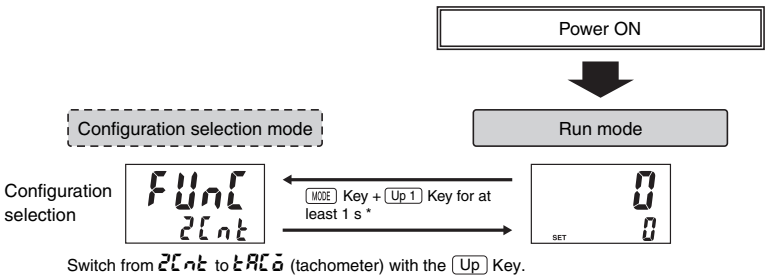 Power ON
Configuration selection mode
Run mode
Configuration
selection
FUnC
2Cnt
MODE Key + Up 1 Key for at
least 1 s *
0
SET 0
Switch from 2Cnt to tACo (tachometer) with the Up Key.